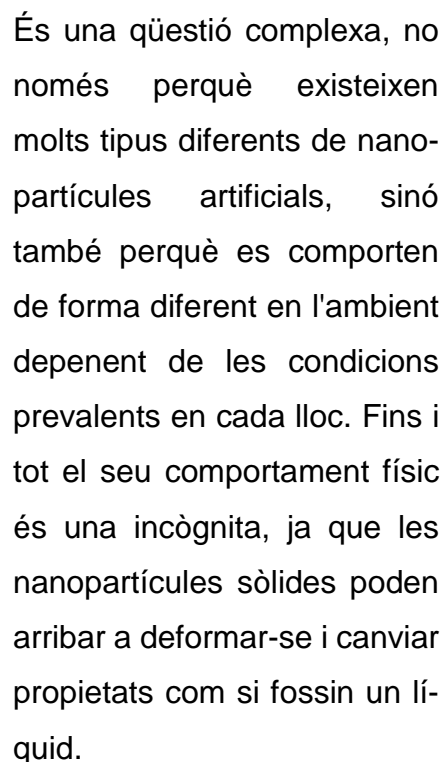 És una qüestió complexa, no
només perquè existeixen
molts tipus diferents de nano-
partícules artificials, sinó
també perquè es comporten
de forma diferent en l'ambient
depenent de les condicions
prevalents en cada lloc. Fins i
tot el seu comportament físic
és una incògnita, ja que les
nanopartícules sòlides poden
arribar a deformar-se i canviar
propietats com si fossin un lí-
quid.